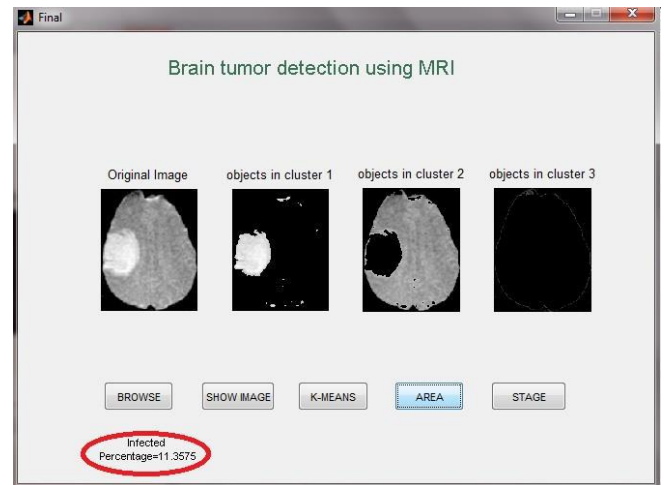 Final
Brain tumor detection using MRI
Original Image
objects in cluster 1
objects in cluster 2
objects in cluster 3
BROWSE
SHOW IMAGE
K-MEANS
AREA
STAGE
Infected
Percentage=11.3575